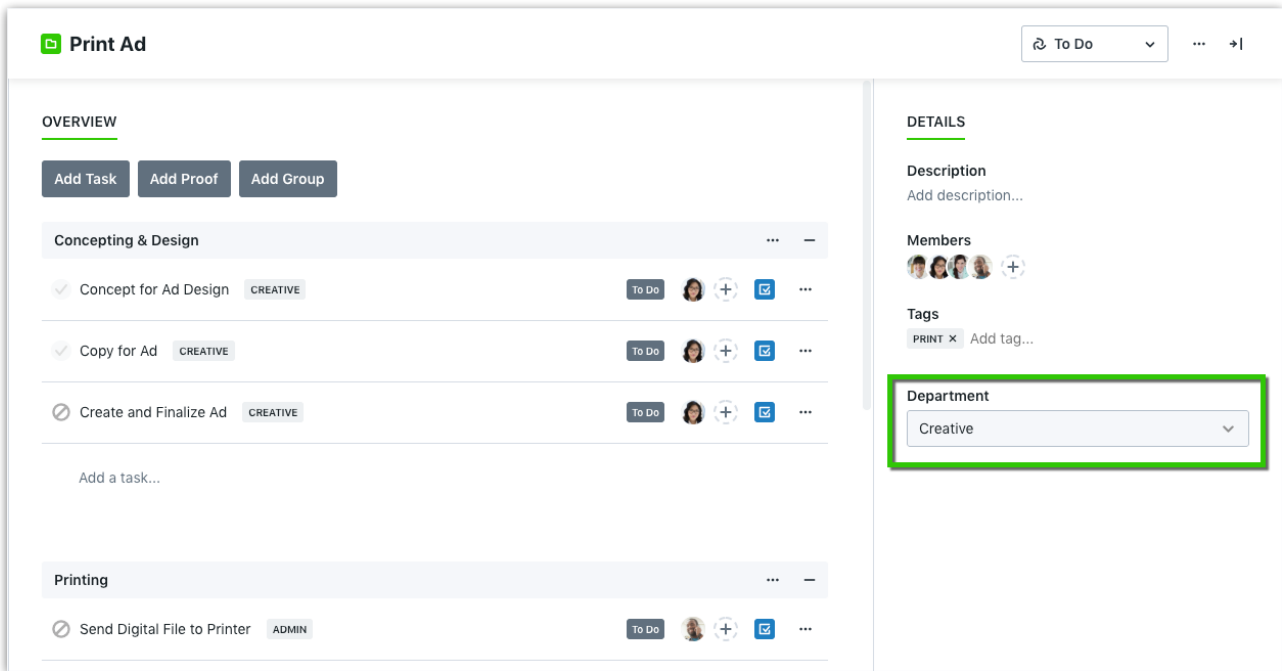 Print Ad
To Do
OVERVIEW
Add Task Add Proof Add Group
Concepting & Design
Concept for Ad Design CREATIVE To Do
Copy for Ad CREATIVE To Do
Create and Finalize Ad CREATIVE To Do
Add a task...
Printing
Send Digital File to Printer ADMIN To Do
DETAILS
Description
Add description...
Members
Tags
PRINT × Add tag...
Department
Creative